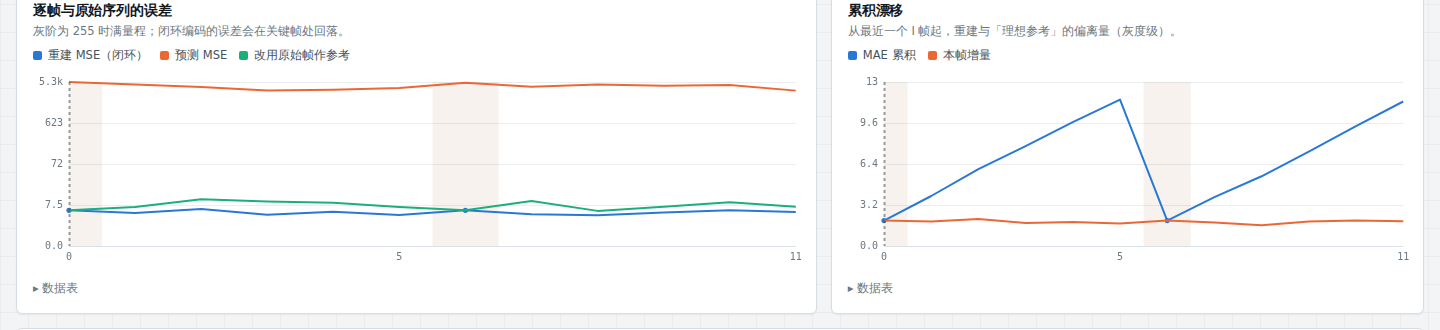 逐帧与原始序列的误差
灰阶为 255 时满量程；闭环编码的误差会在关键帧处回落。
重建 MSE（闭环） 预测 MSE 改用原始帧作参考
5.3k
623
72
7.5
0.0
0 5 11
▸ 数据表
累积漂移
从最近一个 I 帧起，重建与「理想参考」的偏离量（灰度级）。
MAE 累积 本帧增量
13
9.6
6.4
3.2
0.0
0 5 11
▸ 数据表